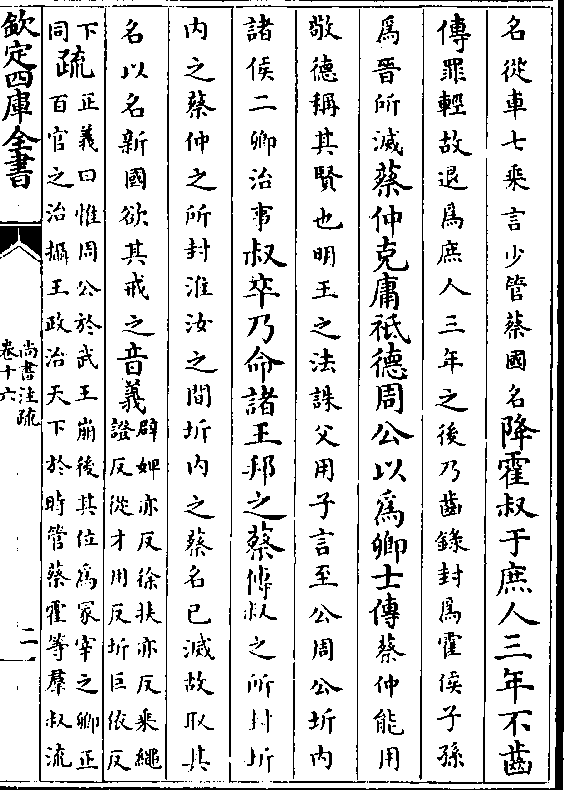 名從車七乘言少管蔡國名降霍叔于庶人三年不齒
傳罪輕故退爲庶人三年之後乃齒錄封爲霍侯子孫
爲晉所滅蔡仲克庸祗德周公以爲卿士傳蔡仲能用
敬德稱其賢也明王之法誅父用子言至公周公圻內
諸侯二卿治事叔卒乃命諸王邦之蔡傳叔之所封圻
內之蔡仲之所封淮汝之間圻內之蔡名已滅故取其
名以名新國欲其戒之音義
辟婢亦反徐扶亦反乘繩
證反從才用反圻巨依反
下
同
疏
正義曰惟周公於武王崩後其位爲冢宰之卿正
百官之治攝王政治天下於時管蔡霍等羣叔流
欽定四庫全書
尚書注疏
卷十六
二